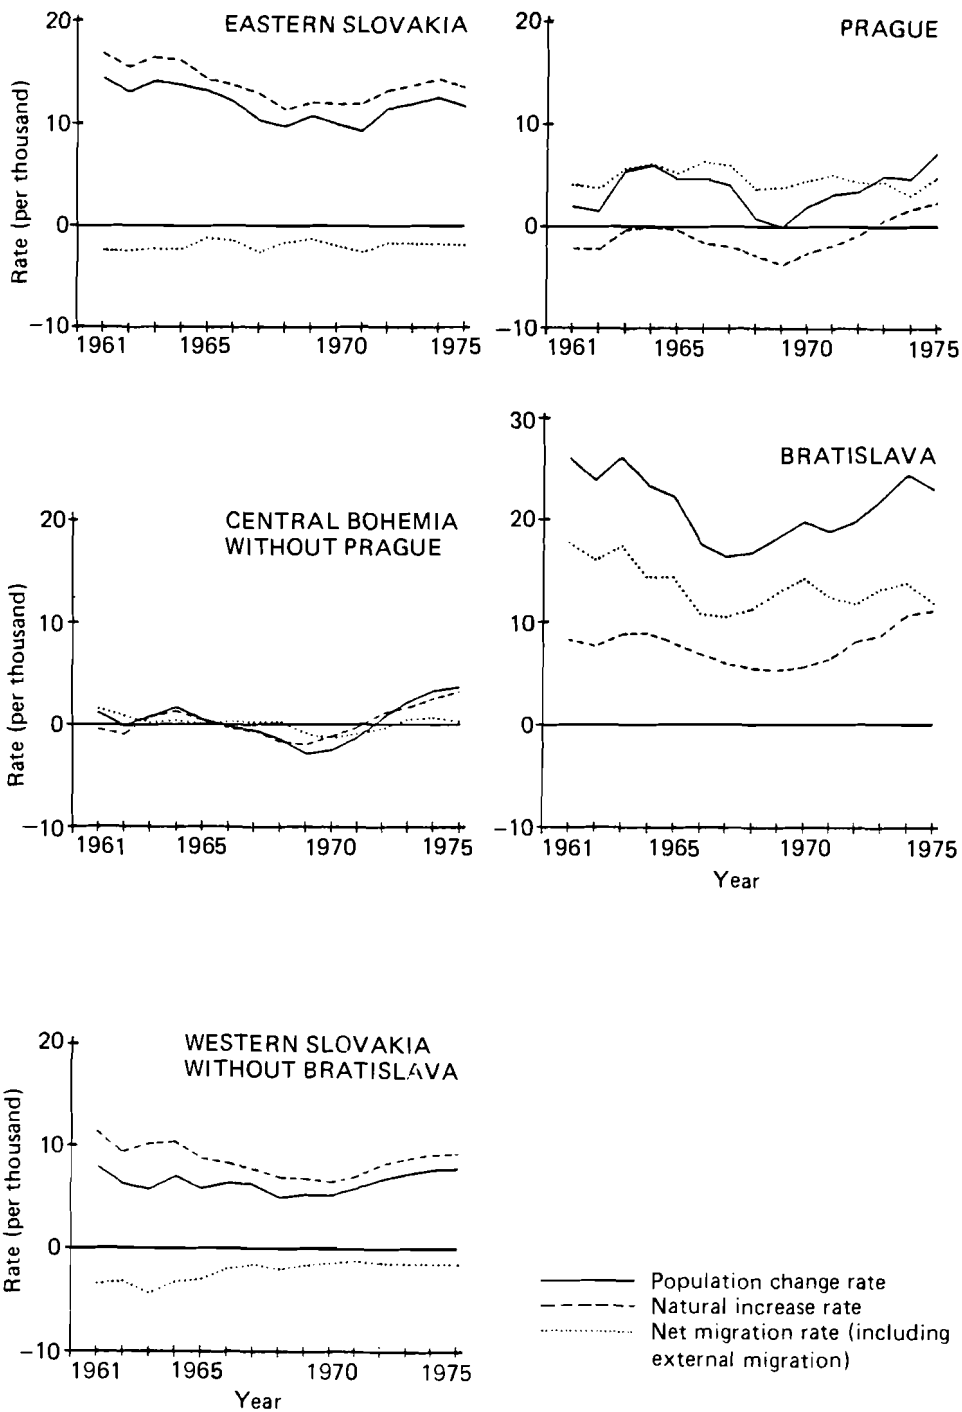 EASTERN SLOVAKIA
20
10
0
−10
Rate (per thousand)
1961 1965 1970 1975
PRAGUE
20
10
0
−10
1961 1965 1970 1975
CENTRAL BOHEMIA
WITHOUT PRAGUE
20
10
0
−10
Rate (per thousand)
1961 1965 1970 1975
BRATISLAVA
30
20
10
0
−10
1961 1965 1970 1975
Year
WESTERN SLOVAKIA
WITHOUT BRATISLAVA
20
10
0
−10
Rate (per thousand)
1961 1965 1970 1975
Year
Population change rate
Natural increase rate
Net migration rate (including
external migration)